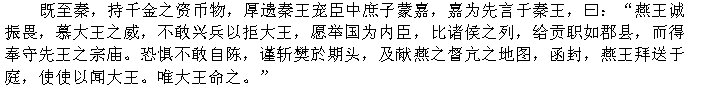 既至秦，持千金之资币物，厚遗秦王宠臣中庶子蒙嘉，嘉为先言于秦王，曰：“燕王诚
振畏，慕大王之威，不敢兴兵以拒大王，愿举国为内臣，比诸侯之列，给贡职如郡县，而得
奉守先王之宗庙。恐惧不敢自陈，谨斩樊於期头，及献燕之督亢之地图，函封，燕王拜送于
庭，使使以闻大王。唯大王命之。”